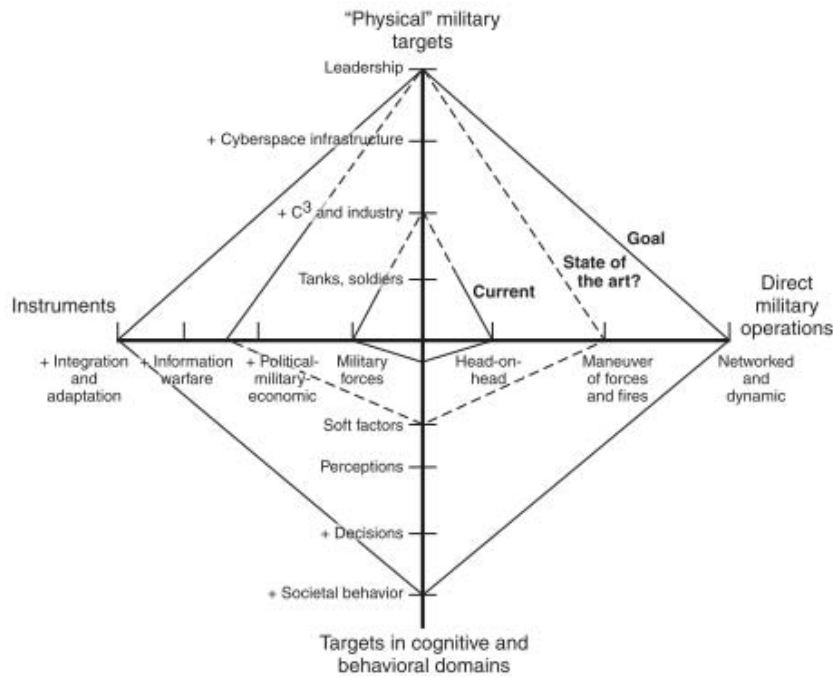 “Physical” military
targets
Leadership
+ Cyberspace infrastructure
+ C³ and industry
Goal
State of
the art?
Tanks, soldiers
Current
Instruments
Direct
military
operations
+ Integration
and
adaptation
+ Information
warfare
+ Political-
military-
economic
Military
forces
Head-on-
head
Maneuver
of forces
and fires
Networked
and
dynamic
Soft factors
Perceptions
+ Decisions
+ Societal behavior
Targets in cognitive and
behavioral domains